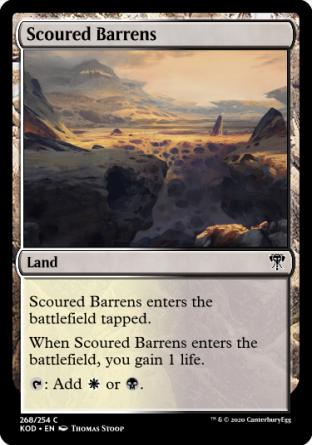 Scoured Barrens
Land
Scoured Barrens enters the
battlefield tapped.
When Scoured Barrens enters the
battlefield, you gain 1 life.
: Add or .
268/254 C
KOD • EN Thomas Stoop
™ & © 2020 CanterburyEgg